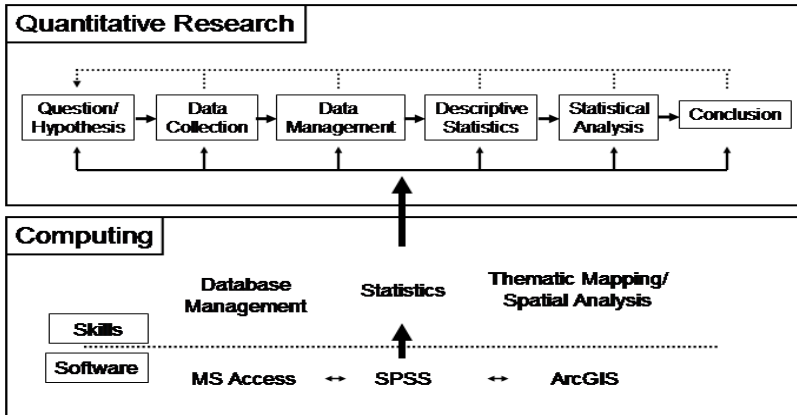 Quantitative Research
Question/
Hypothesis
Data
Collection
Data
Management
Descriptive
Statistics
Statistical
Analysis
Conclusion
Computing
Database
Management
Statistics
Thematic Mapping/
Spatial Analysis
Skills
Software
MS Access ↔ SPSS ↔ ArcGIS